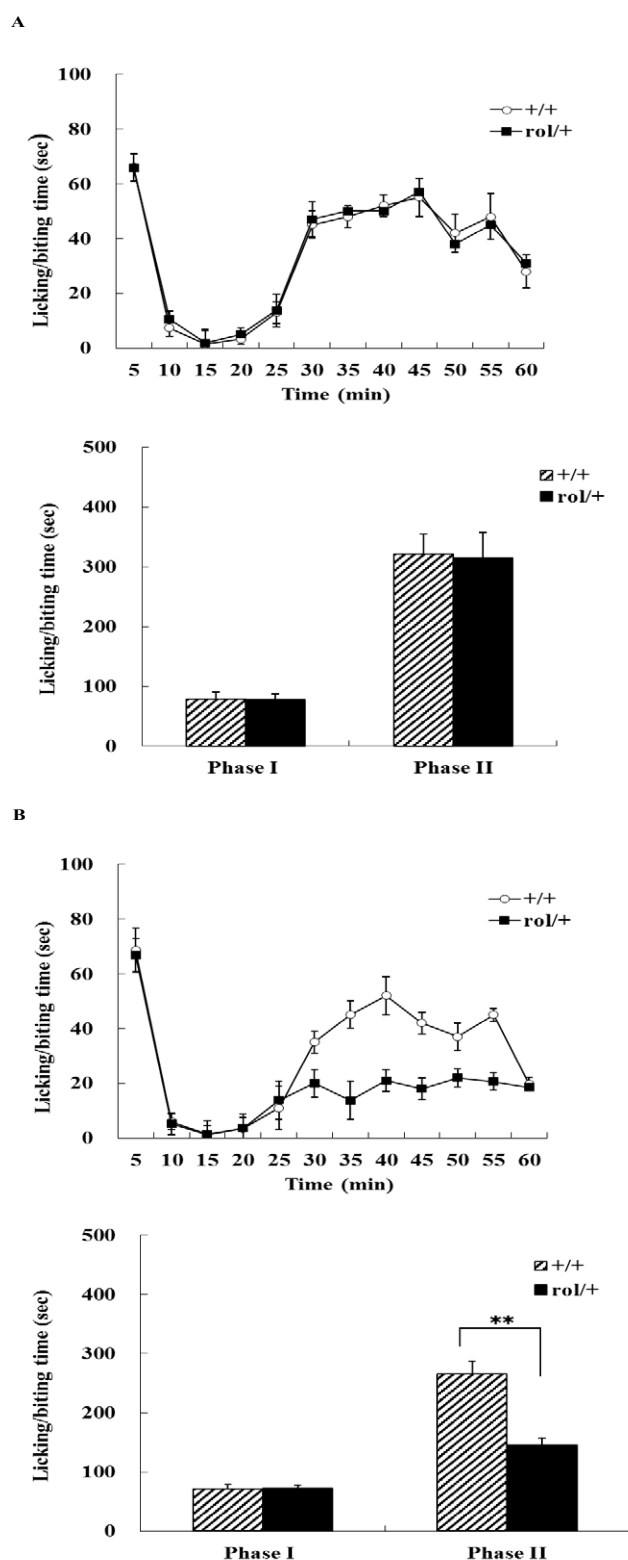 A
100
80
60
40
20
0
Licking/biting time (sec)
+/+
rol/+
5 10 15 20 25 30 35 40 45 50 55 60
Time (min)
500
400
300
200
100
0
Licking/biting time (sec)
+/+
rol/+
Phase I Phase II
B
100
80
60
40
20
0
Licking/biting time (sec)
+/+
rol/+
5 10 15 20 25 30 35 40 45 50 55 60
Time (min)
500
400
300
200
100
0
Licking/biting time (sec)
+/+
rol/+
**
Phase I Phase II